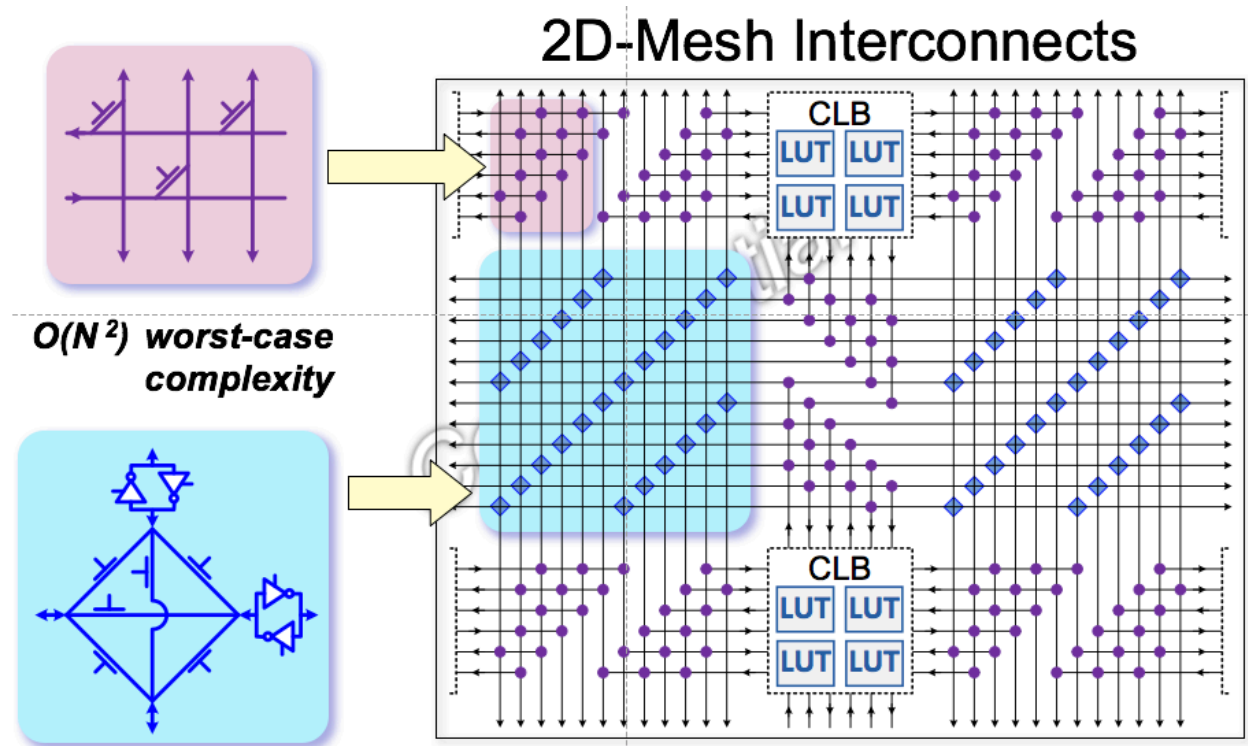 2D-Mesh Interconnects
CLB
LUT LUT
LUT LUT
O(N²) worst-case
complexity
CLB
LUT LUT
LUT LUT